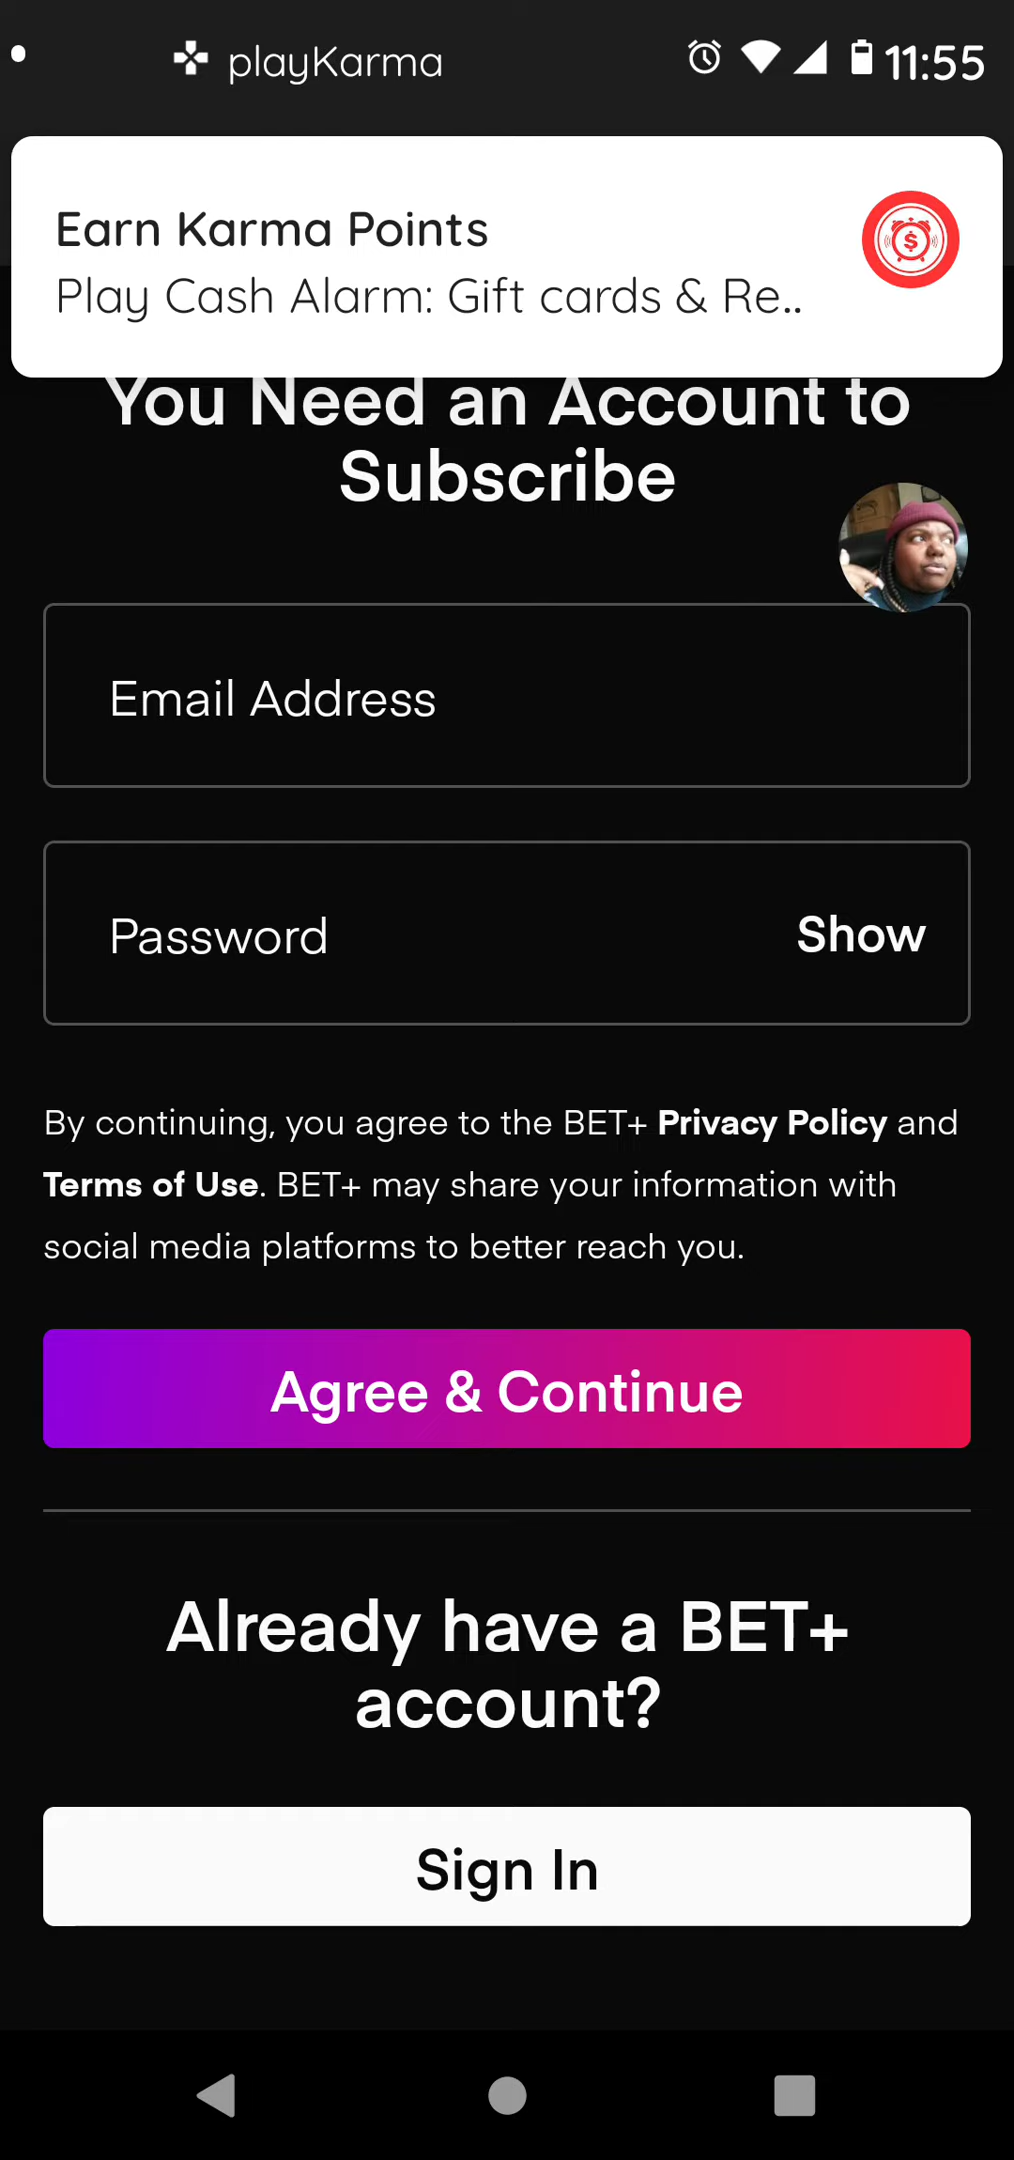 playKarma
11:55
Earn Karma Points
Play Cash Alarm: Gift cards & Re..
$
You Need an Account to
Subscribe
Email Address
Password
Show
By continuing, you agree to the BET+ Privacy Policy and
Terms of Use. BET+ may share your information with
social media platforms to better reach you.
Agree & Continue
Already have a BET+
account?
Sign In